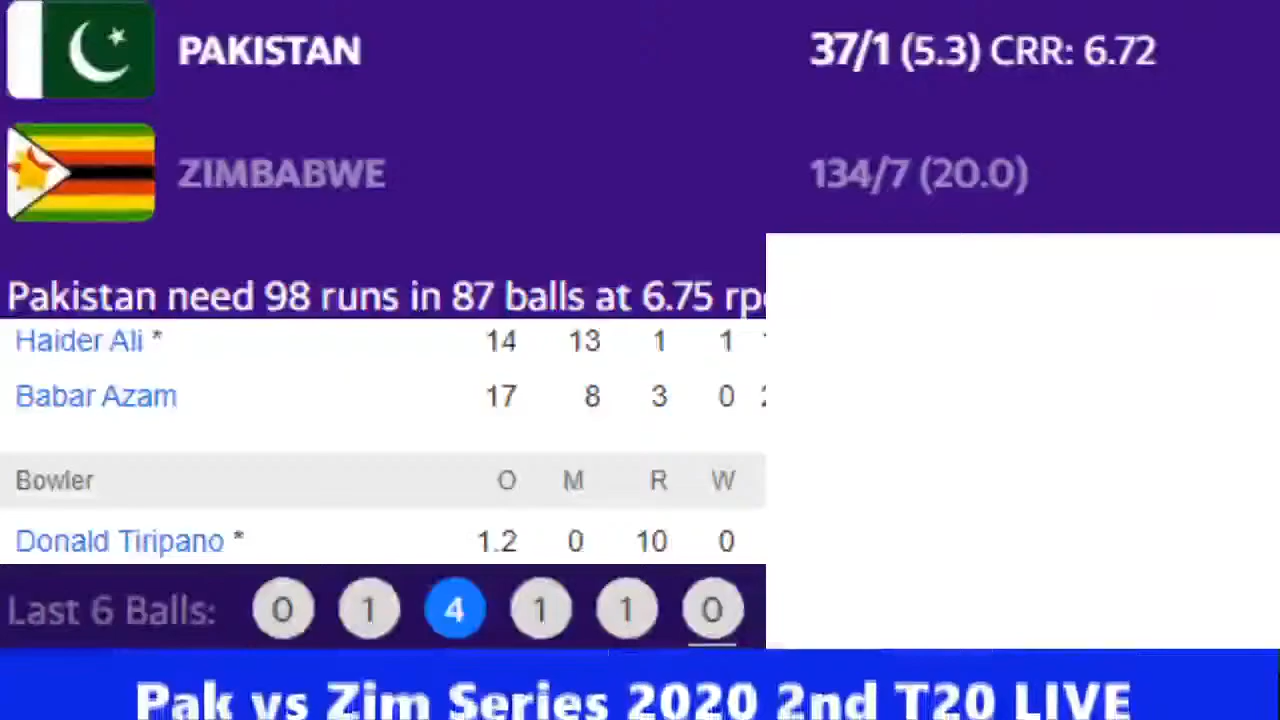 PAKISTAN 37/1 (5.3) CRR: 6.72
ZIMBABWE 134/7 (20.0)
Pakistan need 98 runs in 87 balls at 6.75
Haider Ali * 14 13 1 1
Babar Azam 17 8 3 0
Bowler O M R W
Donald Tiripano * 1.2 0 10 0
Last 6 Balls: 0 1 4 1 1 0
Pak vs Zim Series 2020 2nd T20 LIVE